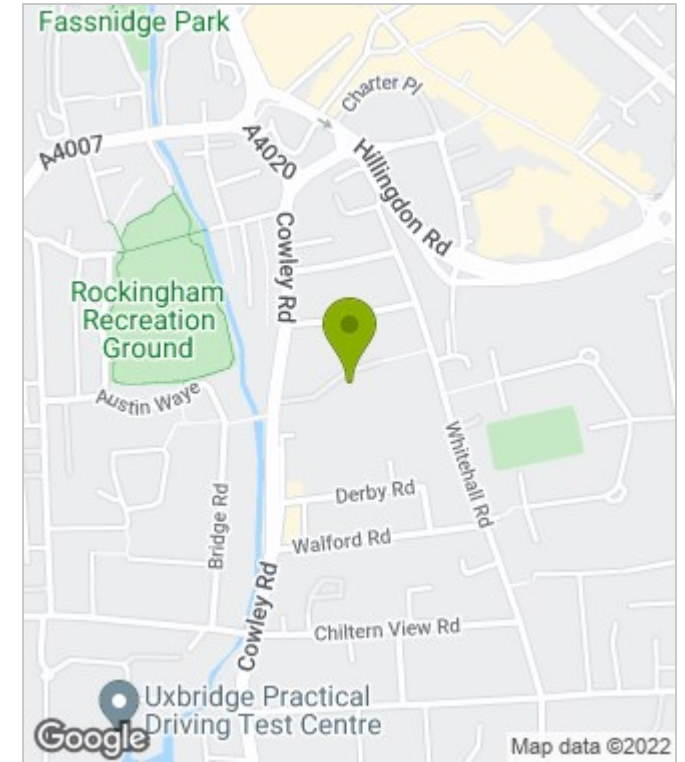 Fassnidge Park
Charter Pl
A4007
A4020
Hillingdon Rd
Cowley Rd
Rockingham
Recreation
Ground
Austin Waye
Whitehall Rd
Bridge Rd
Derby Rd
Walford Rd
Cowley Rd
Chiltern View Rd
Uxbridge Practical
Driving Test Centre
Google
Map data ©2022